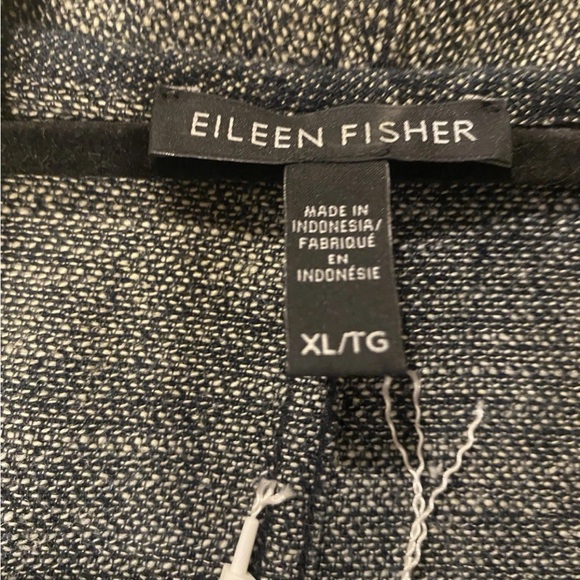 EILEEN FISHER
MADE IN
INDONESIA/
FABRIQUÉ
EN
INDONÉSIE
XL/TG